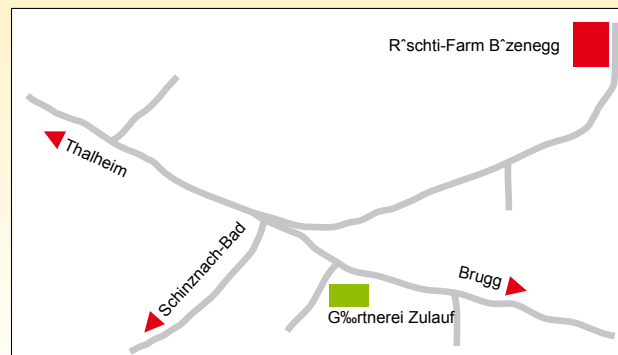 R^schti-Farm B^zenegg
Thalheim
Schinznach-Bad
Brugg
G‰rtnerei Zulauf